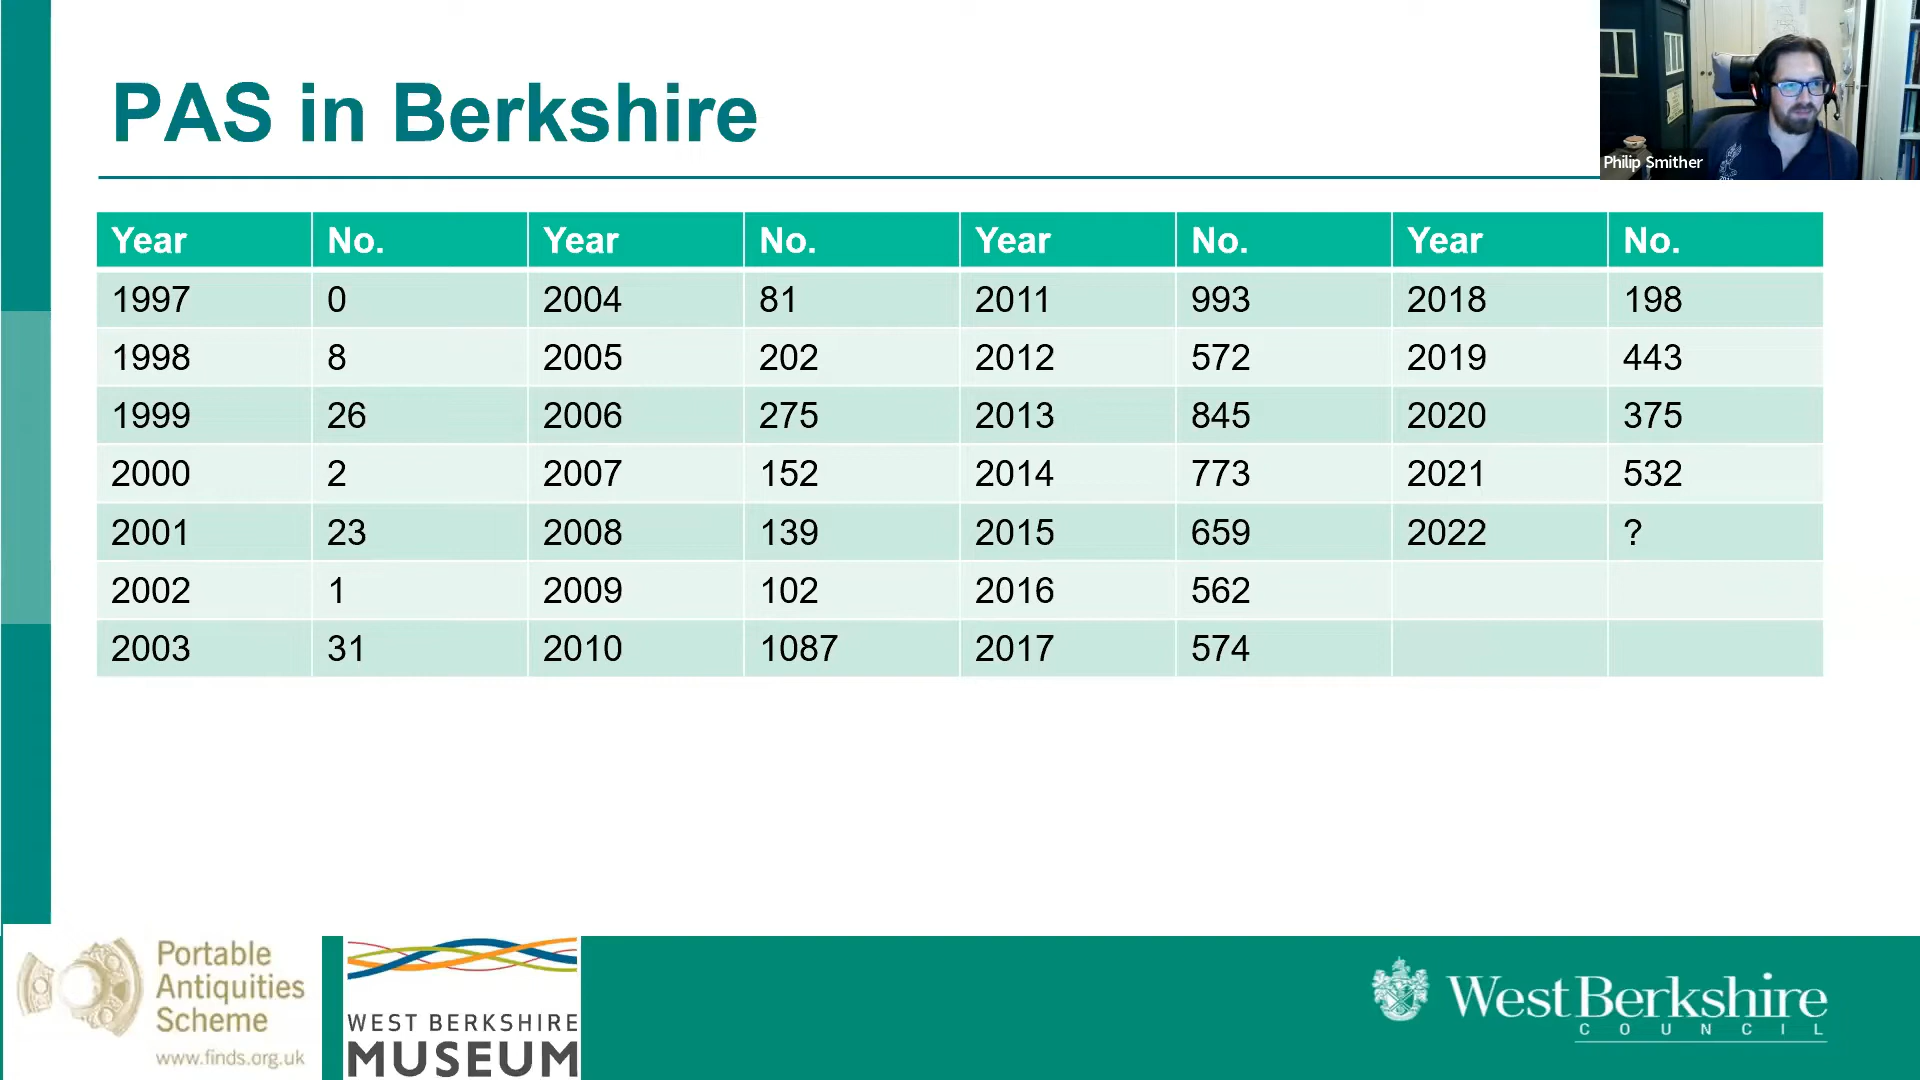 PAS in Berkshire
Philip Smither
Year No. Year No. Year No. Year No.
1997 0 2004 81 2011 993 2018 198
1998 8 2005 202 2012 572 2019 443
1999 26 2006 275 2013 845 2020 375
2000 2 2007 152 2014 773 2021 532
2001 23 2008 139 2015 659 2022 ?
2002 1 2009 102 2016 562
2003 31 2010 1087 2017 574
Portable
Antiquities
Scheme
www.finds.org.uk
WEST BERKSHIRE
MUSEUM
West Berkshire
COUNCIL